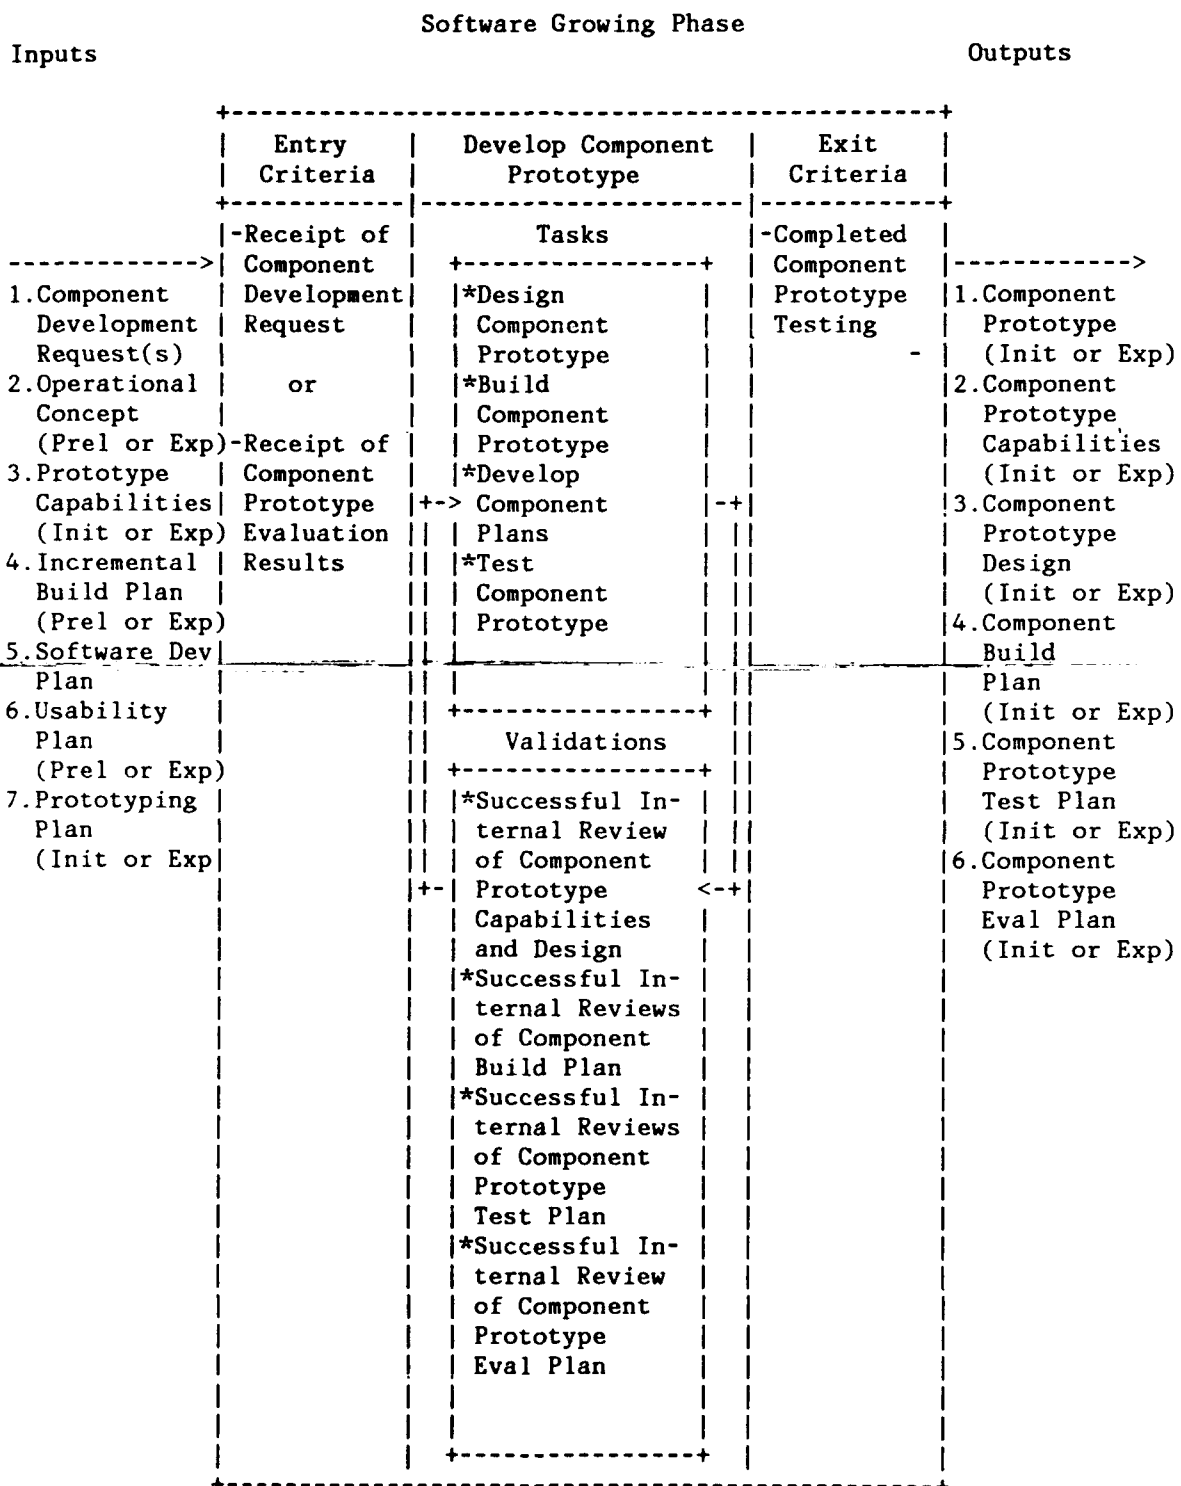 Software Growing Phase
Inputs Outputs
Entry Develop Component Exit
Criteria Prototype Criteria
-Receipt of Tasks -Completed
Component Component
1.Component Development *Design Prototype 1.Component
Development Request Component Testing Prototype
Request(s) Prototype - (Init or Exp)
2.Operational or *Build 2.Component
Concept Component Prototype
(Prel or Exp)-Receipt of Prototype Capabilities
3.Prototype Component *Develop (Init or Exp)
Capabilities Prototype Component 3.Component
(Init or Exp) Evaluation Plans Prototype
4.Incremental Results *Test Design
Build Plan Component (Init or Exp)
(Prel or Exp) Prototype 4.Component
5.Software Dev Build
Plan Plan
6.Usability (Init or Exp)
Plan Validations 5.Component
(Prel or Exp) Prototype
7.Prototyping *Successful In- Test Plan
Plan ternal Review (Init or Exp)
(Init or Exp of Component 6.Component
Prototype Prototype
Capabilities Eval Plan
and Design (Init or Exp)
*Successful In-
ternal Reviews
of Component
Build Plan
*Successful In-
ternal Reviews
of Component
Prototype
Test Plan
*Successful In-
ternal Review
of Component
Prototype
Eval Plan